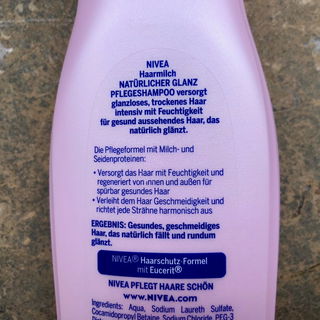 NIVEA
Haarmilch
NATÜRLICHER GLANZ
PFLEGESHAMPOO versorgt
glanzloses, trockenes Haar
intensiv mit Feuchtigkeit
für gesund aussehendes Haar, das
natürlich glänzt.
Die Pflegeformel mit Milch- und
Seidenproteinen:
• Versorgt das Haar mit Feuchtigkeit und
regeneriert von innen und außen für
spürbar gesundes Haar
• Verleiht dem Haar Geschmeidigkeit und
richtet jede Strähne harmonisch aus
ERGEBNIS: Gesundes, geschmeidiges
Haar, das natürlich fällt und rundum
glänzt.
NIVEA® Haarschutz-Formel
mit Eucerit®
NIVEA PFLEGT HAARE SCHÖN
www.NIVEA.com
Ingredients: Aqua, Sodium Laureth Sulfate,
Cocamidopropyl Betaine, Sodium Chloride, PEG-3